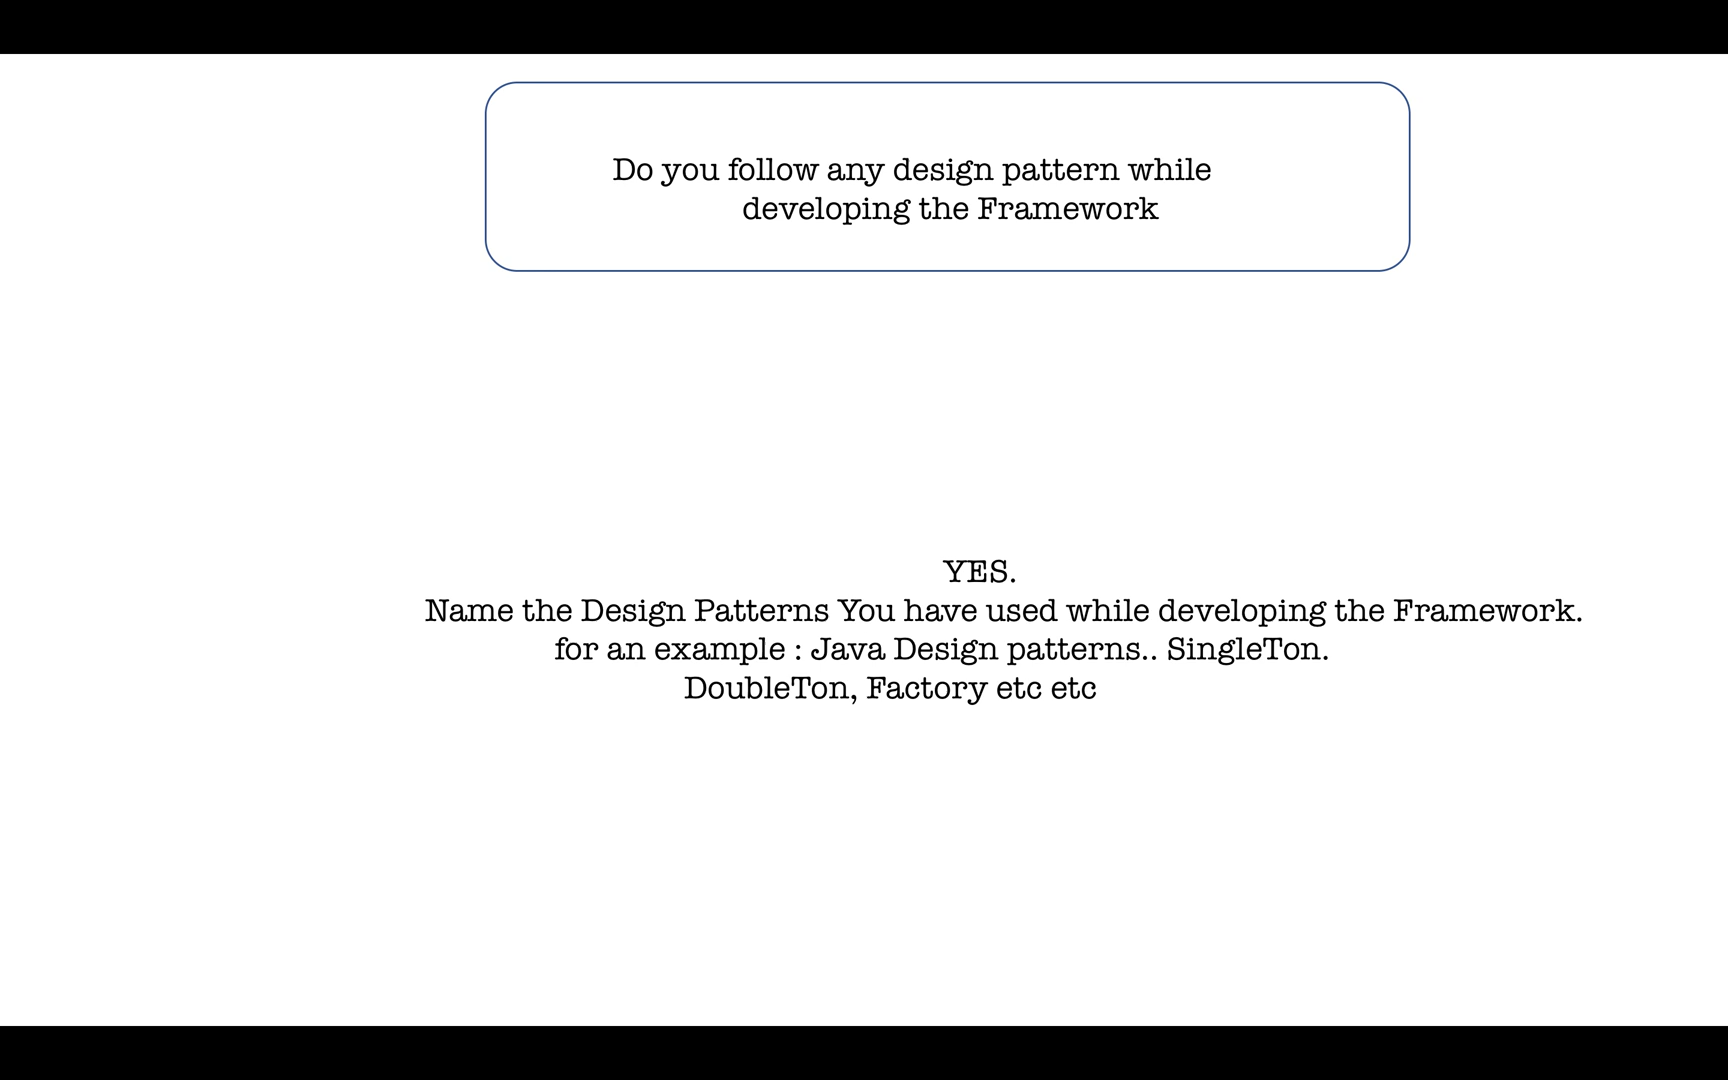 Do you follow any design pattern while
developing the Framework
YES.
Name the Design Patterns You have used while developing the Framework.
for an example : Java Design patterns.. SingleTon.
DoubleTon, Factory etc etc